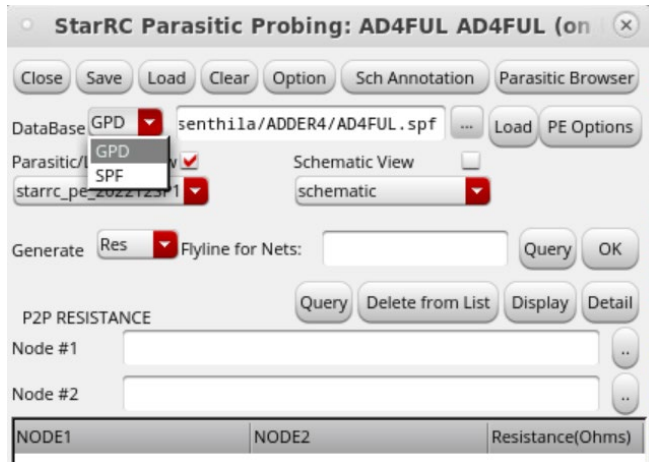 StarRC Parasitic Probing: AD4FUL AD4FUL (on
Close Save Load Clear Option Sch Annotation Parasitic Browser
DataBase GPD senthila/ADDER4/AD4FUL.spf ... Load PE Options
GPD
SPF
Parasitic/ Schematic View
schematic
Generate Res Flyline for Nets: Query OK
Query Delete from List Display Detail
P2P RESISTANCE
Node #1 ..
Node #2 ..
NODE1 NODE2 Resistance(Ohms)